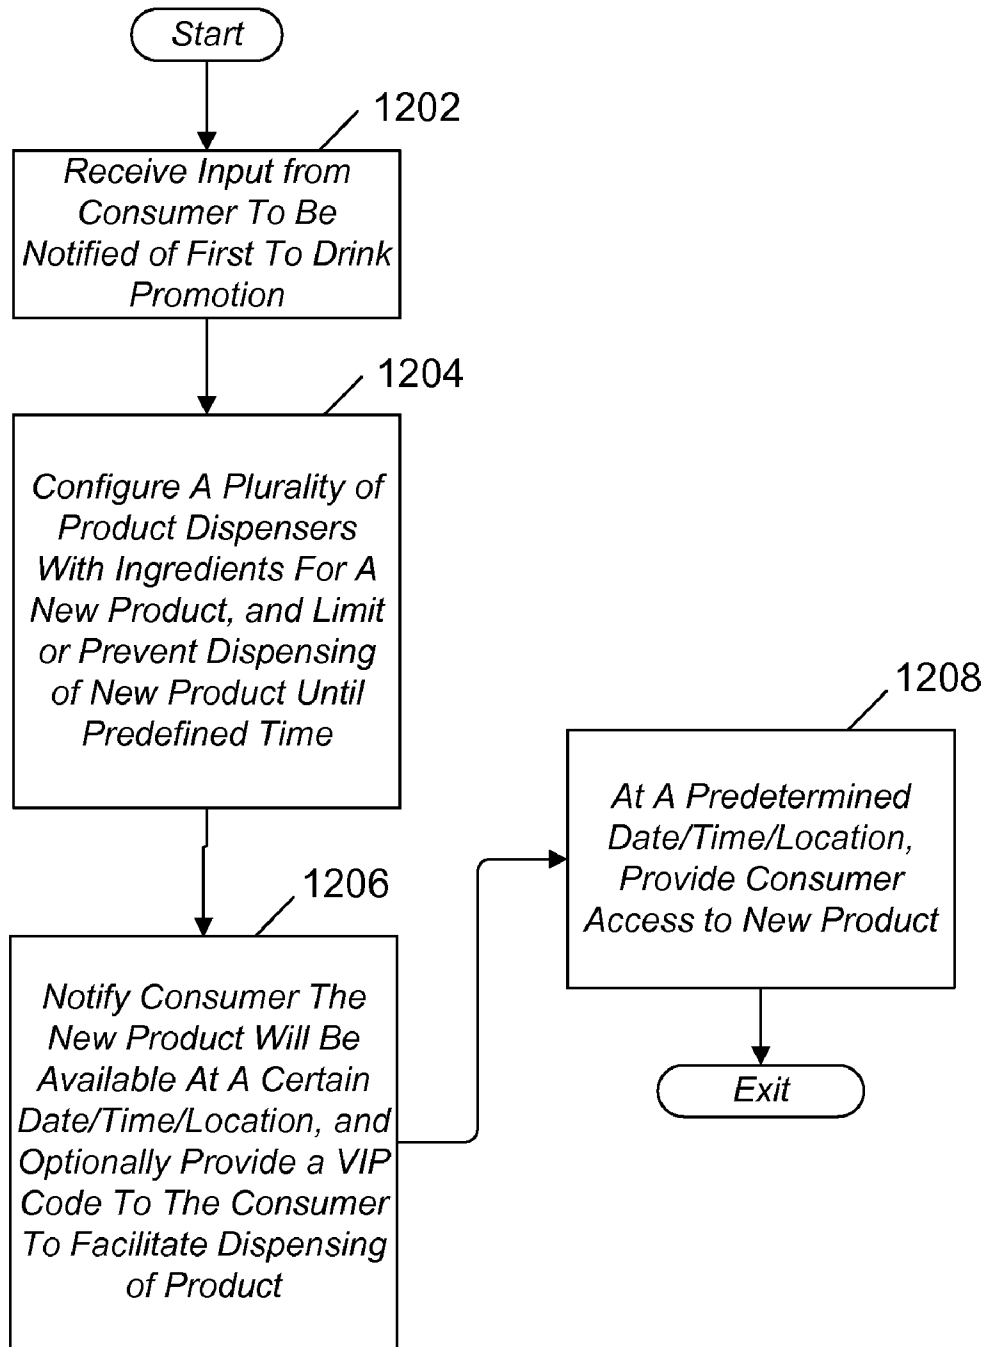 Start
1202
Receive Input from
Consumer To Be
Notified of First To Drink
Promotion
1204
Configure A Plurality of
Product Dispensers
With Ingredients For A
New Product, and Limit
or Prevent Dispensing
of New Product Until
Predefined Time
1206
Notify Consumer The
New Product Will Be
Available At A Certain
Date/Time/Location, and
Optionally Provide a VIP
Code To The Consumer
To Facilitate Dispensing
of Product
1208
At A Predetermined
Date/Time/Location,
Provide Consumer
Access to New Product
Exit